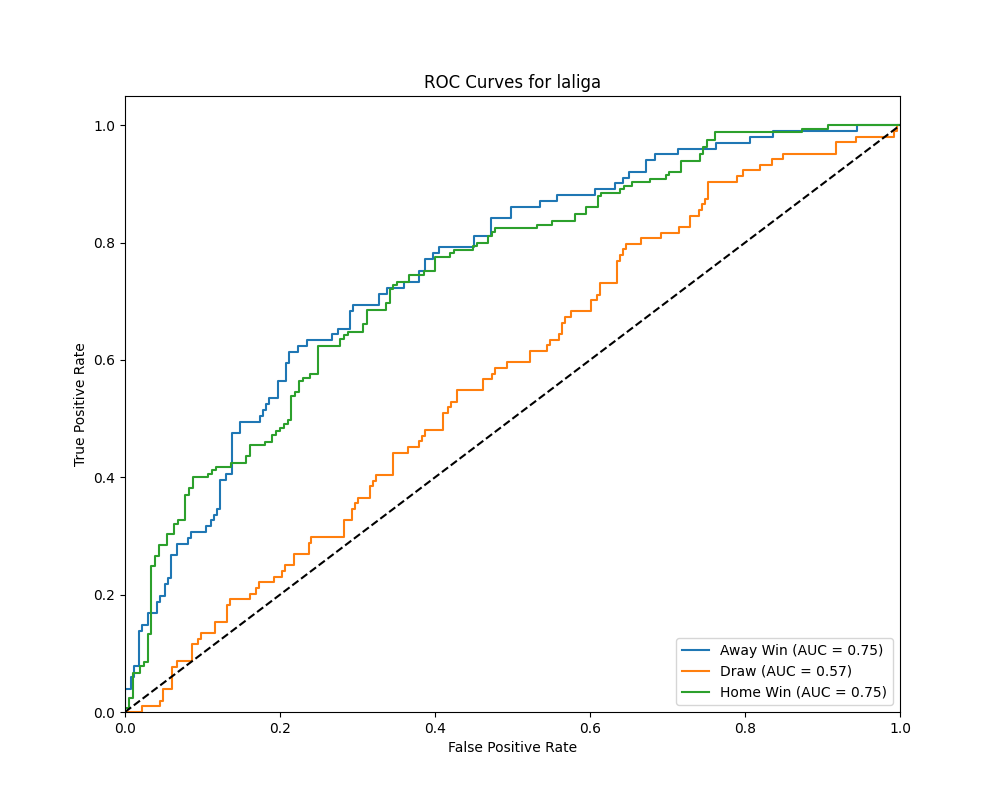 ROC Curves for laliga
True Positive Rate
1.0
0.8
0.6
0.4
0.2
0.0
0.0 0.2 0.4 0.6 0.8 1.0
False Positive Rate
Away Win (AUC = 0.75)
Draw (AUC = 0.57)
Home Win (AUC = 0.75)